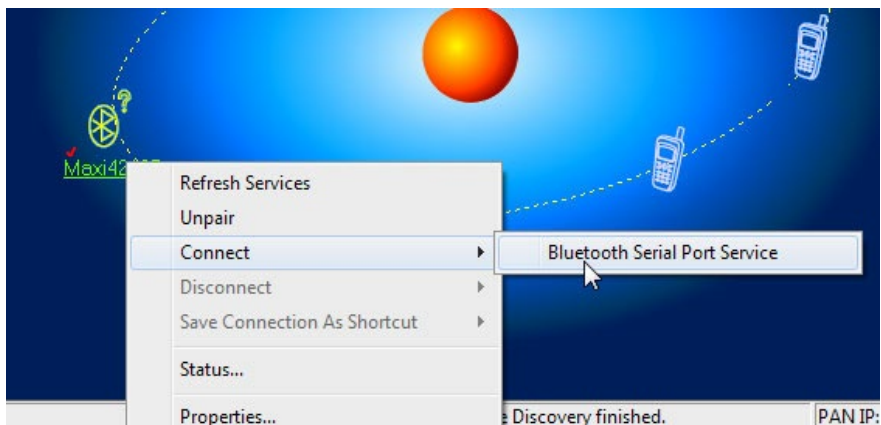 Refresh Services
Unpair
Connect
Bluetooth Serial Port Service
Disconnect
Save Connection As Shortcut
Status...
Properties...
Discovery finished.
PAN IP: